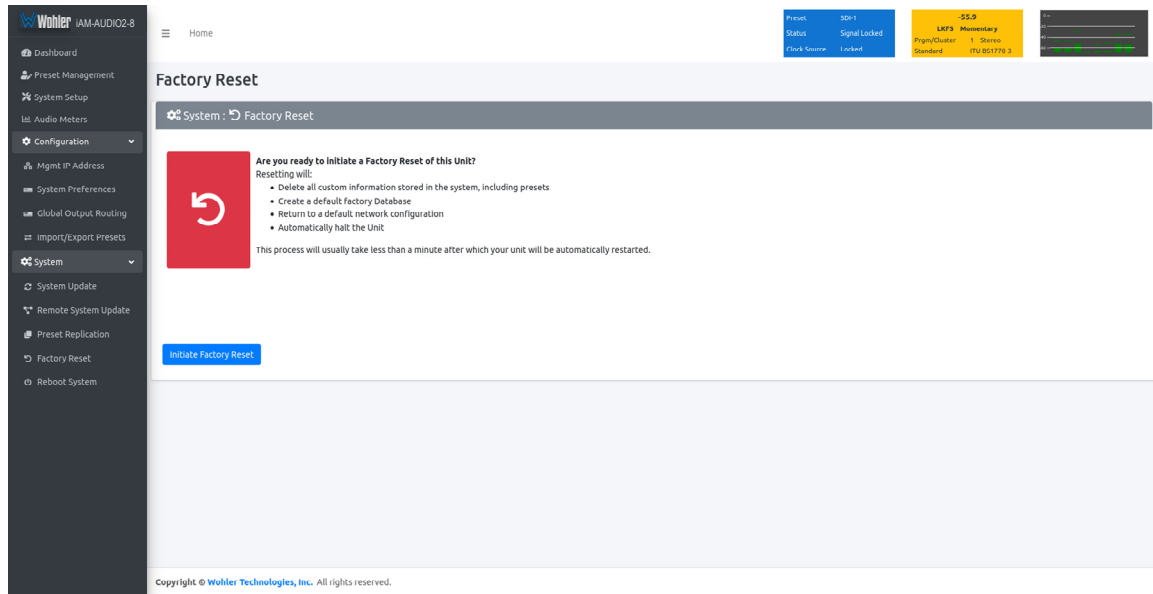 Wohler iAM-AUDIO2-8
Dashboard
Preset Management
System Setup
Audio Meters
Configuration
Mgmt IP Address
System Preferences
Global Output Routing
Import/Export Presets
System
System Update
Remote System Update
Preset Replication
Factory Reset
Reboot System
Home
Preset SDI-1
Status Signal Locked
Clock Source Locked
-55.9
LKFS Momentary
Prgm/Cluster 1 Stereo
Standard ITU BS1770 3
Factory Reset
System : Factory Reset
Are you ready to initiate a Factory Reset of this Unit?
Resetting will:
• Delete all custom information stored in the system, including presets
• Create a default factory Database
• Return to a default network configuration
• Automatically halt the Unit
This process will usually take less than a minute after which your unit will be automatically restarted.
Initiate Factory Reset
Copyright © Wohler Technologies, Inc. All rights reserved.